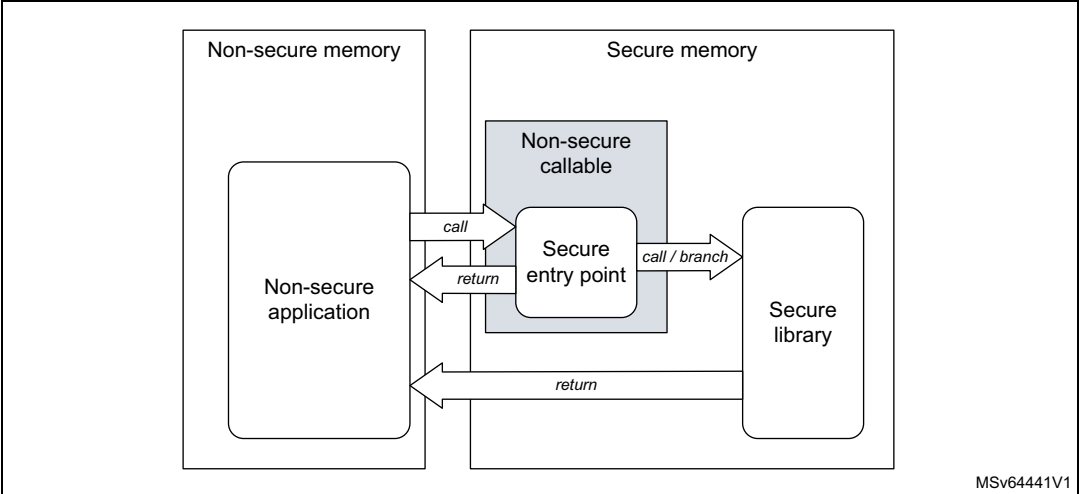 Non-secure memory
Secure memory
Non-secure
callable
call
Secure
entry point
call / branch
return
Non-secure
application
Secure
library
return
MSv64441V1